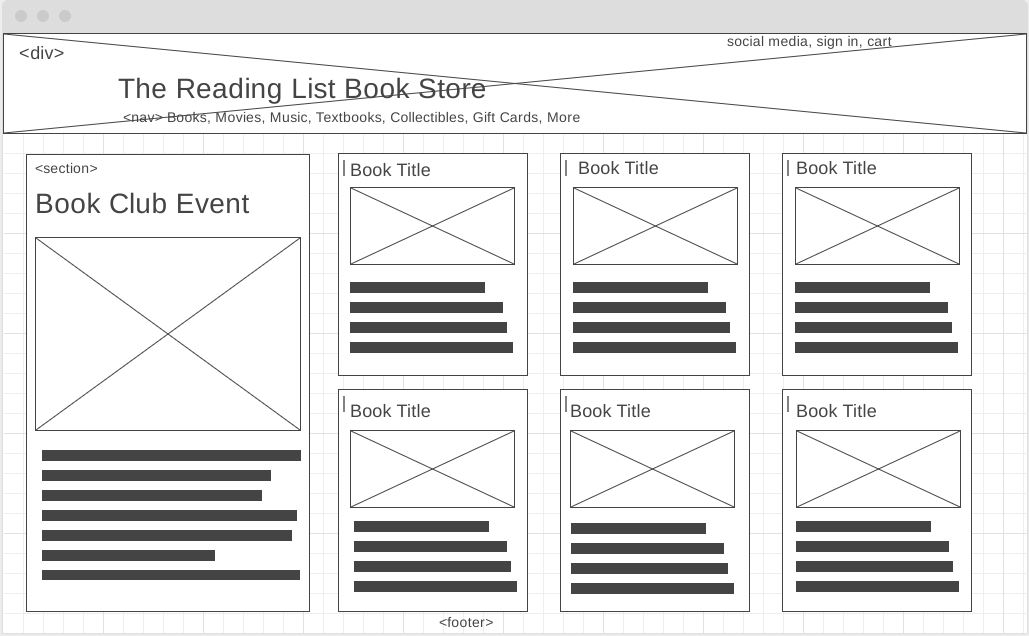 social media, sign in, cart
<div>
The Reading List Book Store
<nav> Books, Movies, Music, Textbooks, Collectibles, Gift Cards, More
<section>
Book Club Event
Book Title
Book Title
Book Title
Book Title
Book Title
Book Title
<footer>